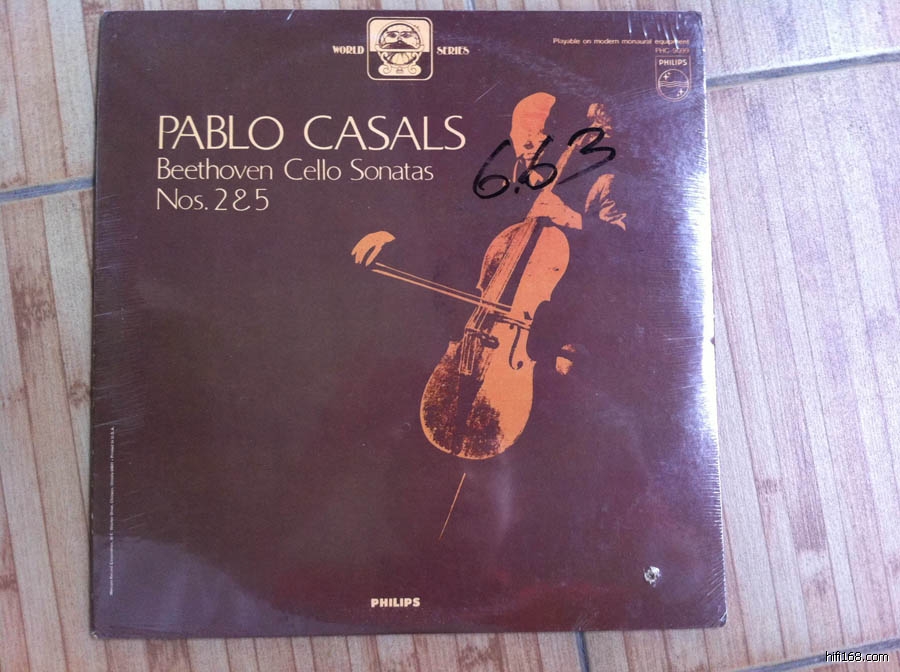 WORLD SERIES
Playable on modern monaural equipment
PHILIPS
PABLO CASALS
Beethoven Cello Sonatas
Nos. 2&5
6.63
PHILIPS
hifi168.com